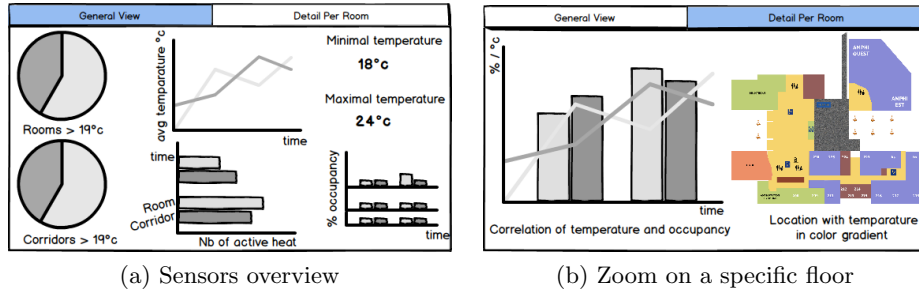 General View
Detail Per Room
avg temparature °c
time
Rooms > 19°c
Corridors > 19°c
Minimal temperature
18°c
Maximal temperature
24°c
time
Room
Corridor
Nb of active heat
% occupancy
time
General View
Detail Per Room
% / °c
time
Correlation of temperature and occupancy
AMPHI
OUEST
AMPHI
EST
Location with temparature
in color gradient
(a) Sensors overview
(b) Zoom on a specific floor